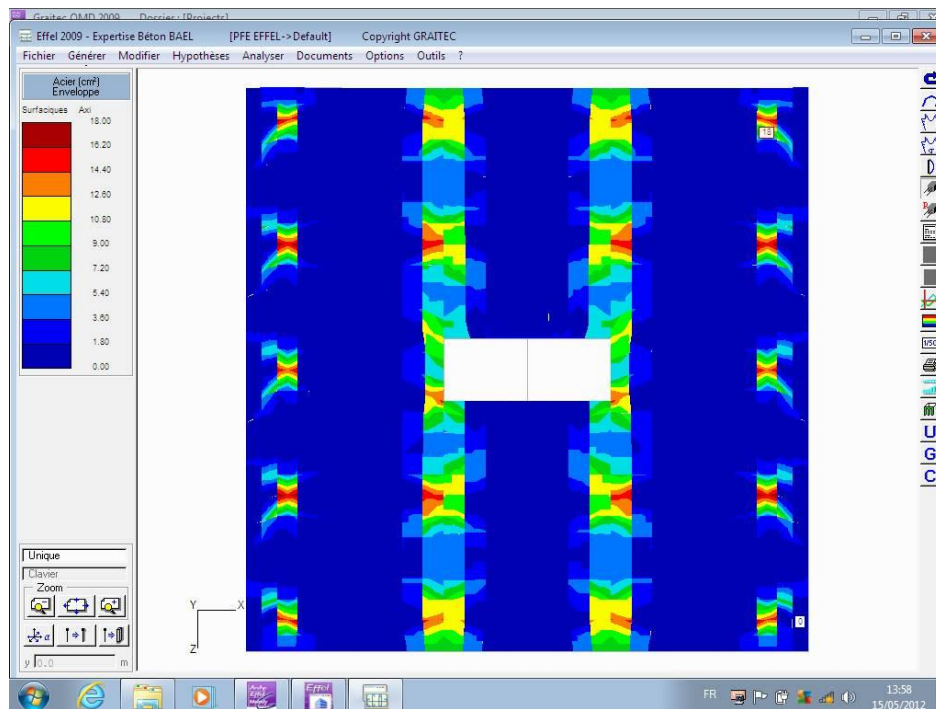 Graitec OMD 2009 Dossier : [Projects]
Effel 2009 - Expertise Béton BAEL [PFE EFFEL->Default] Copyright GRAITEC
Fichier Générer Modifier Hypothèses Analyser Documents Options Outils ?
Acier (cm²)
Enveloppe
Surfaciques Axi
18.00
16.20
14.40
12.60
10.80
9.00
7.20
5.40
3.60
1.80
0.00
18
0
1/50
U
G
C
Unique
Clavier
Zoom
α
y 0.0 m
Y X
Z
Effel
FR 13:58
15/05/2012